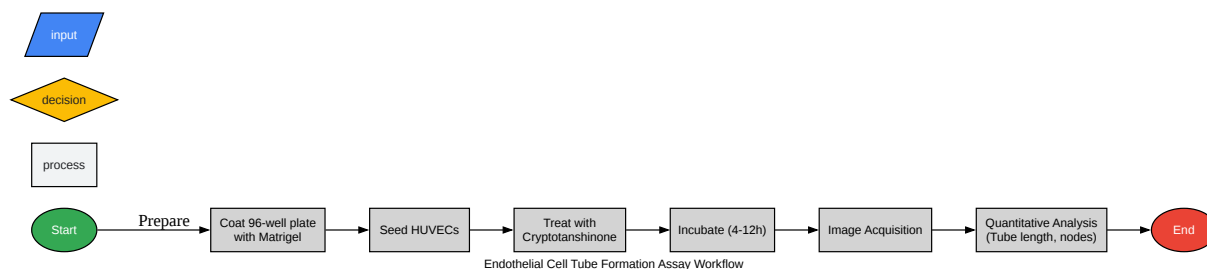 input
decision
process
Start
Prepare
Coat 96-well plate
with Matrigel
Seed HUVECs
Treat with
Cryptotanshinone
Incubate (4-12h)
Image Acquisition
Quantitative Analysis
(Tube length, nodes)
End
Endothelial Cell Tube Formation Assay Workflow